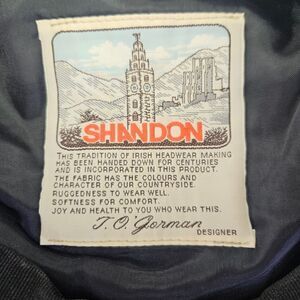 SHANDON
THIS TRADITION OF IRISH HEADWEAR MAKING
HAS BEEN HANDED DOWN FOR CENTURIES
AND IS INCORPORATED IN THIS PRODUCT.
THE FABRIC HAS THE COLOURS AND
CHARACTER OF OUR COUNTRYSIDE.
RUGGEDNESS TO WEAR WELL.
SOFTNESS FOR COMFORT.
JOY AND HEALTH TO YOU WHO WEAR THIS.
T. O'Gorman
DESIGNER